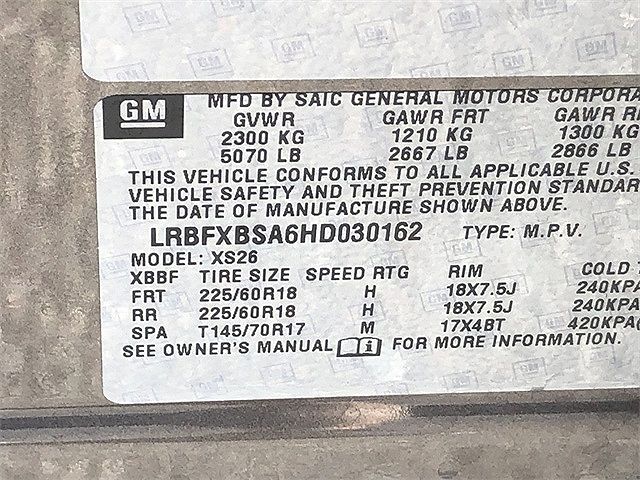 GM MFD BY SAIC GENERAL MOTORS CORPORA
GVWR GAWR FRT GAWR R
2300 KG 1210 KG 1300 KG
5070 LB 2667 LB 2866 LB
THIS VEHICLE CONFORMS TO ALL APPLICABLE U.S.
VEHICLE SAFETY AND THEFT PREVENTION STANDAR
THE DATE OF MANUFACTURE SHOWN ABOVE.
LRBFXBSA6HD030162 TYPE: M.P.V.
MODEL: XS26
XBBF TIRE SIZE SPEED RTG RIM COLD T
FRT 225/60R18 H 18X7.5J 240KPA
RR 225/60R18 H 18X7.5J 240KPA
SPA T145/70R17 M 17X4BT 420KPA(
SEE OWNER'S MANUAL FOR MORE INFORMATION.